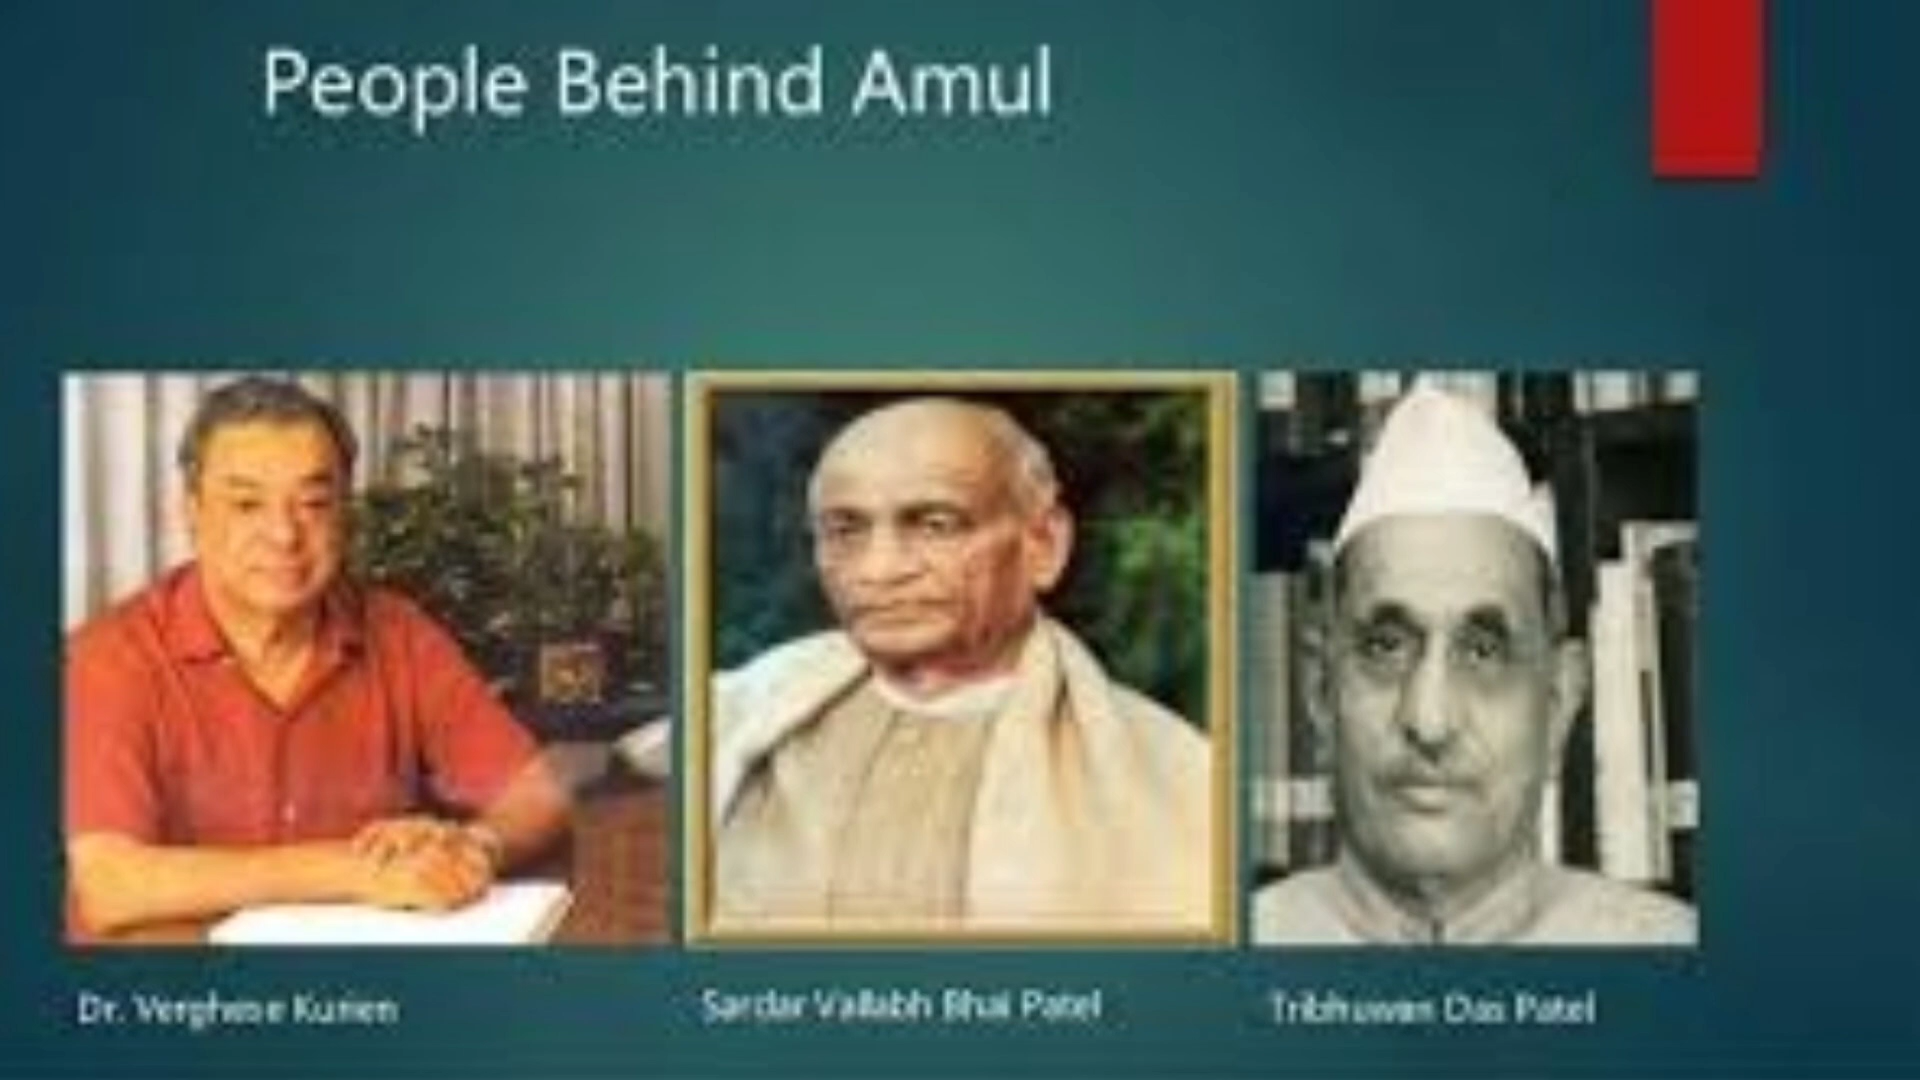 People Behind Amul
Dr. Verghese Kurien
Sardar Vallabh Bhai Patel
Tribhuwan Das Patel